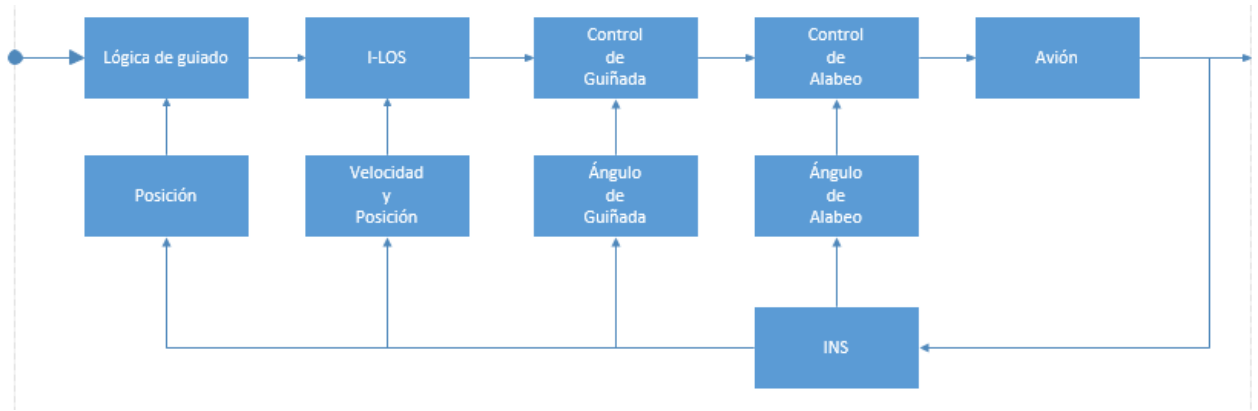 Lógica de guiado
I-LOS
Control
de
Guiñada
Control
de
Alabeo
Avión
Posición
Velocidad
y
Posición
Ángulo
de
Guiñada
Ángulo
de
Alabeo
INS